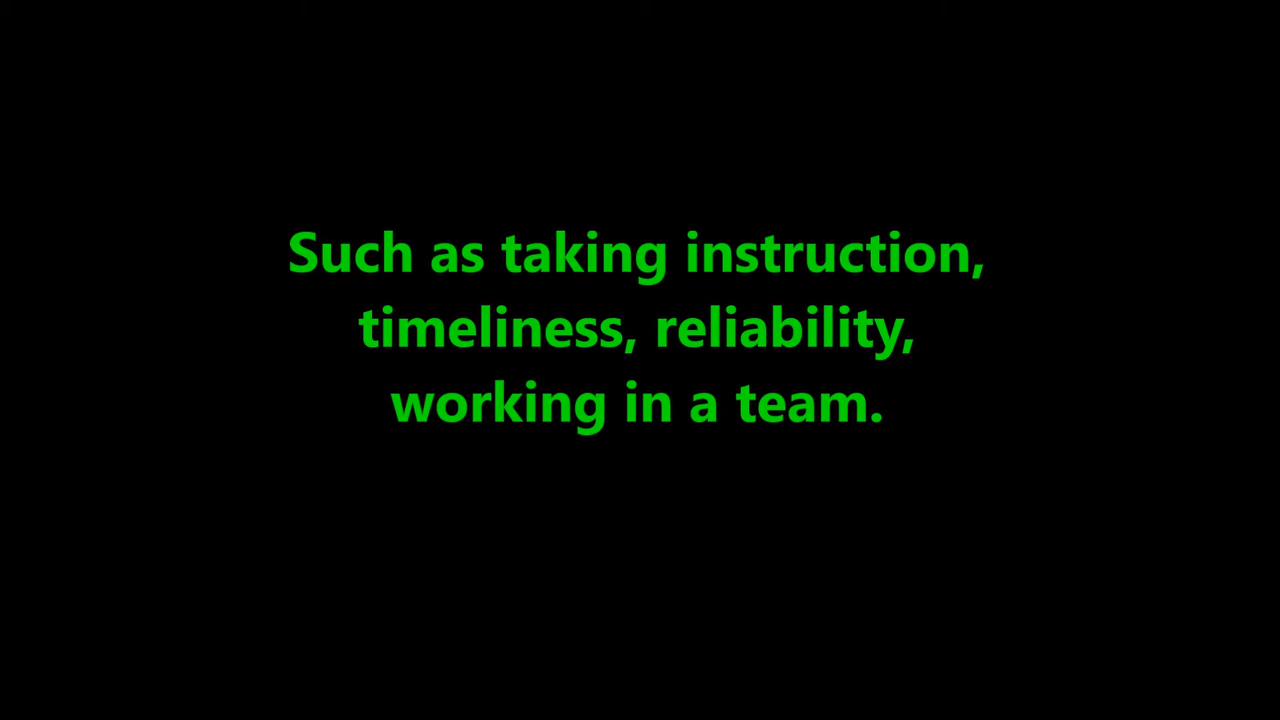 Such as taking instruction,
timeliness, reliability,
working in a team.